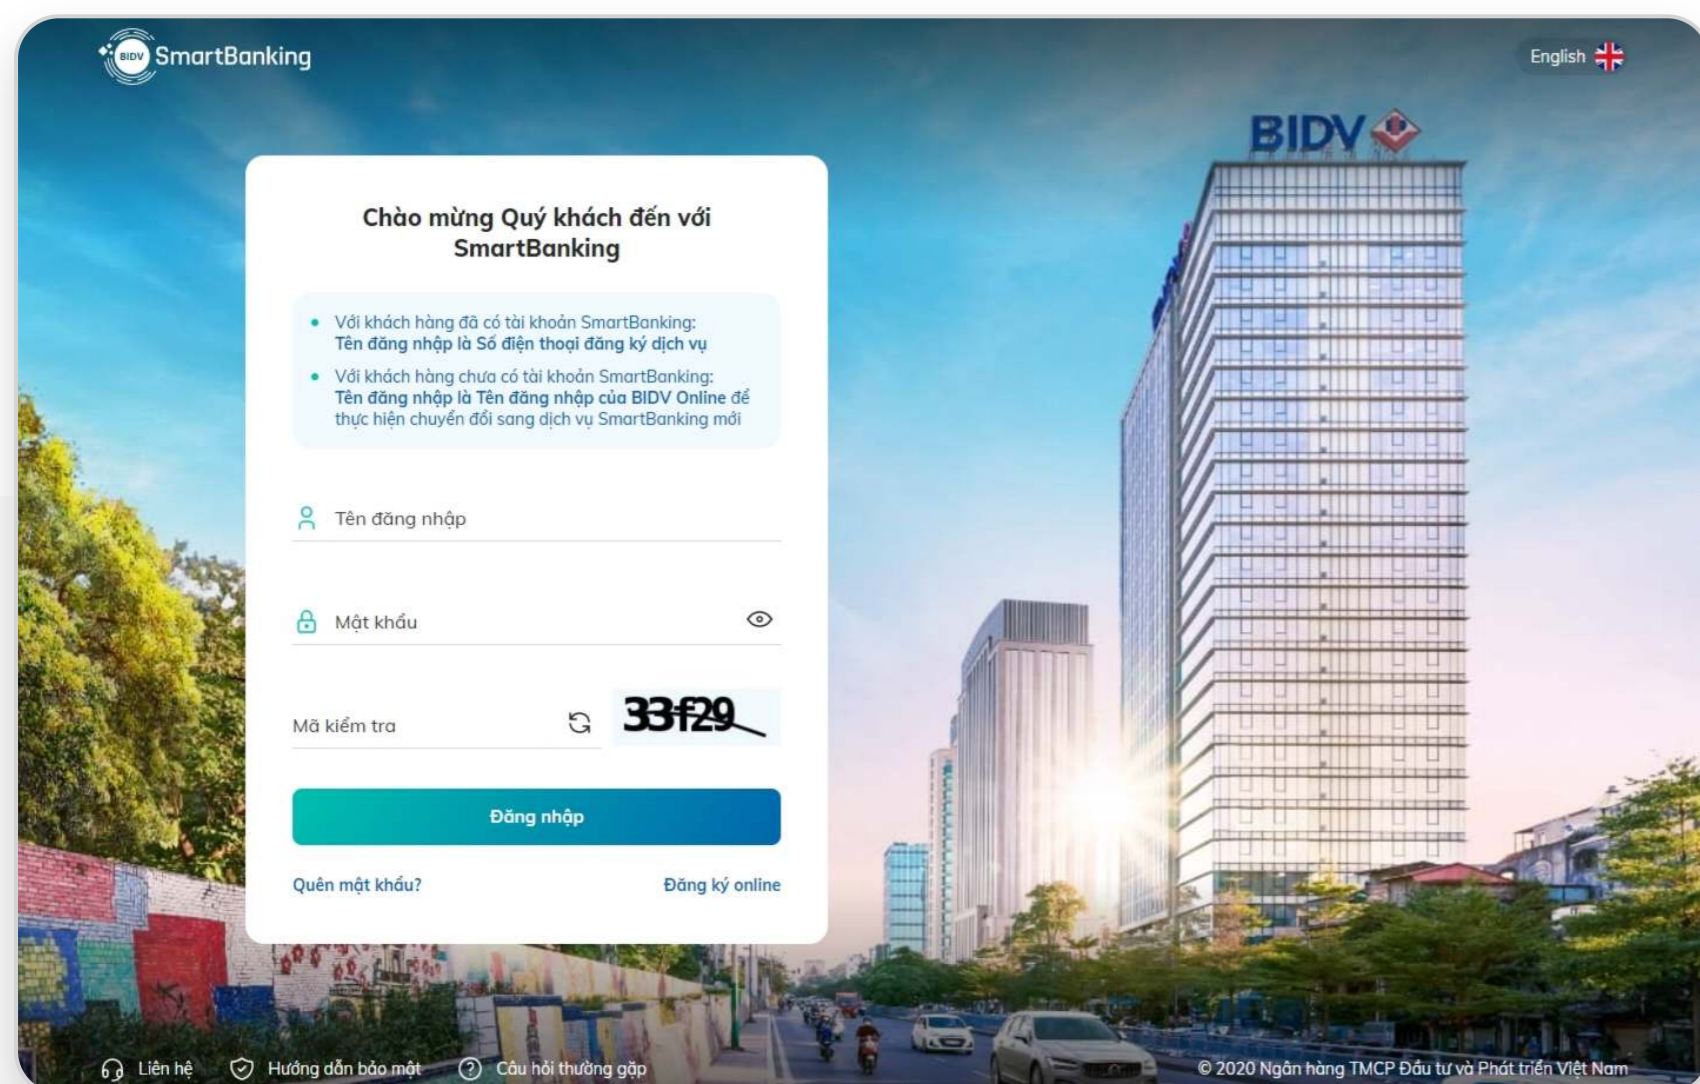 BIDV SmartBanking
English
BIDV
Chào mừng Quý khách đến với
SmartBanking
Với khách hàng đã có tài khoản SmartBanking:
Tên đăng nhập là Số điện thoại đăng ký dịch vụ
Với khách hàng chưa có tài khoản SmartBanking:
Tên đăng nhập là Tên đăng nhập của BIDV Online để
thực hiện chuyển đổi sang dịch vụ SmartBanking mới
Tên đăng nhập
Mật khẩu
Mã kiểm tra
33f29
Đăng nhập
Quên mật khẩu?
Đăng ký online
Liên hệ
Hướng dẫn bảo mật
Câu hỏi thường gặp
© 2020 Ngân hàng TMCP Đầu tư và Phát triển Việt Nam